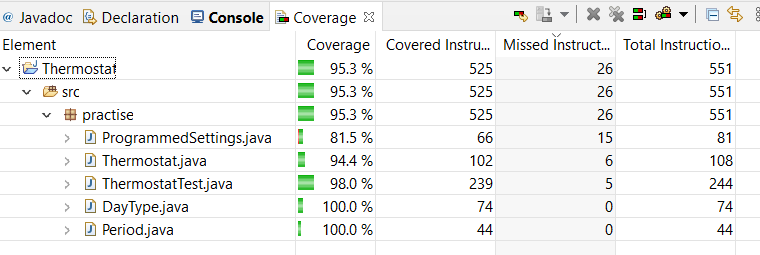 Javadoc Declaration Console Coverage
Element Coverage Covered Instru... Missed Instruct... Total Instructio...
Thermostat 95.3 % 525 26 551
src 95.3 % 525 26 551
practise 95.3 % 525 26 551
ProgrammedSettings.java 81.5 % 66 15 81
Thermostat.java 94.4 % 102 6 108
ThermostatTest.java 98.0 % 239 5 244
DayType.java 100.0 % 74 0 74
Period.java 100.0 % 44 0 44